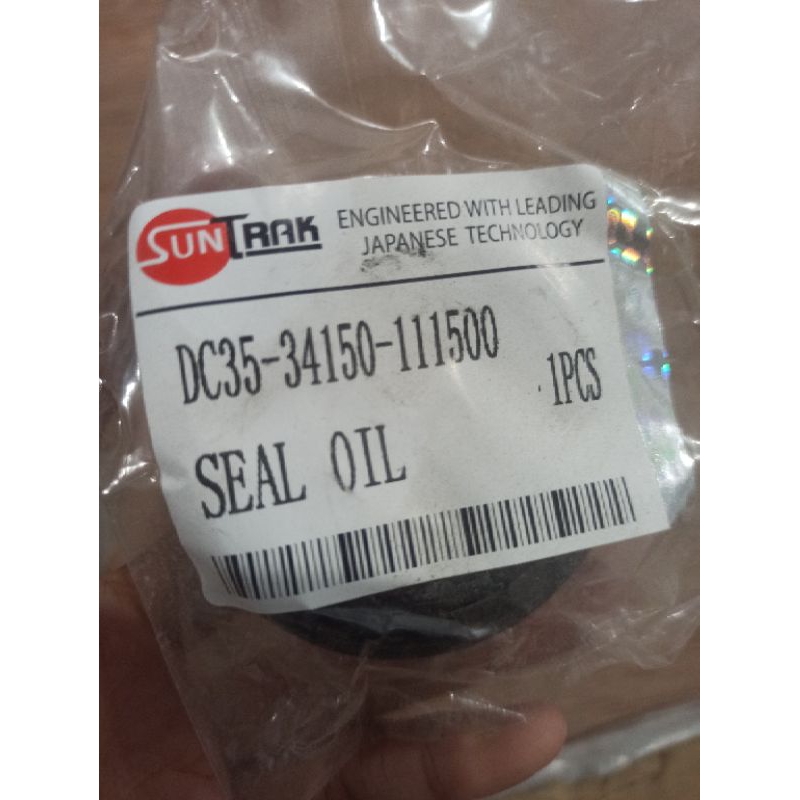 SUNTRAK
ENGINEERED WITH LEADING
JAPANESE TECHNOLOGY
DC35-34150-111500
1PCS
SEAL OIL